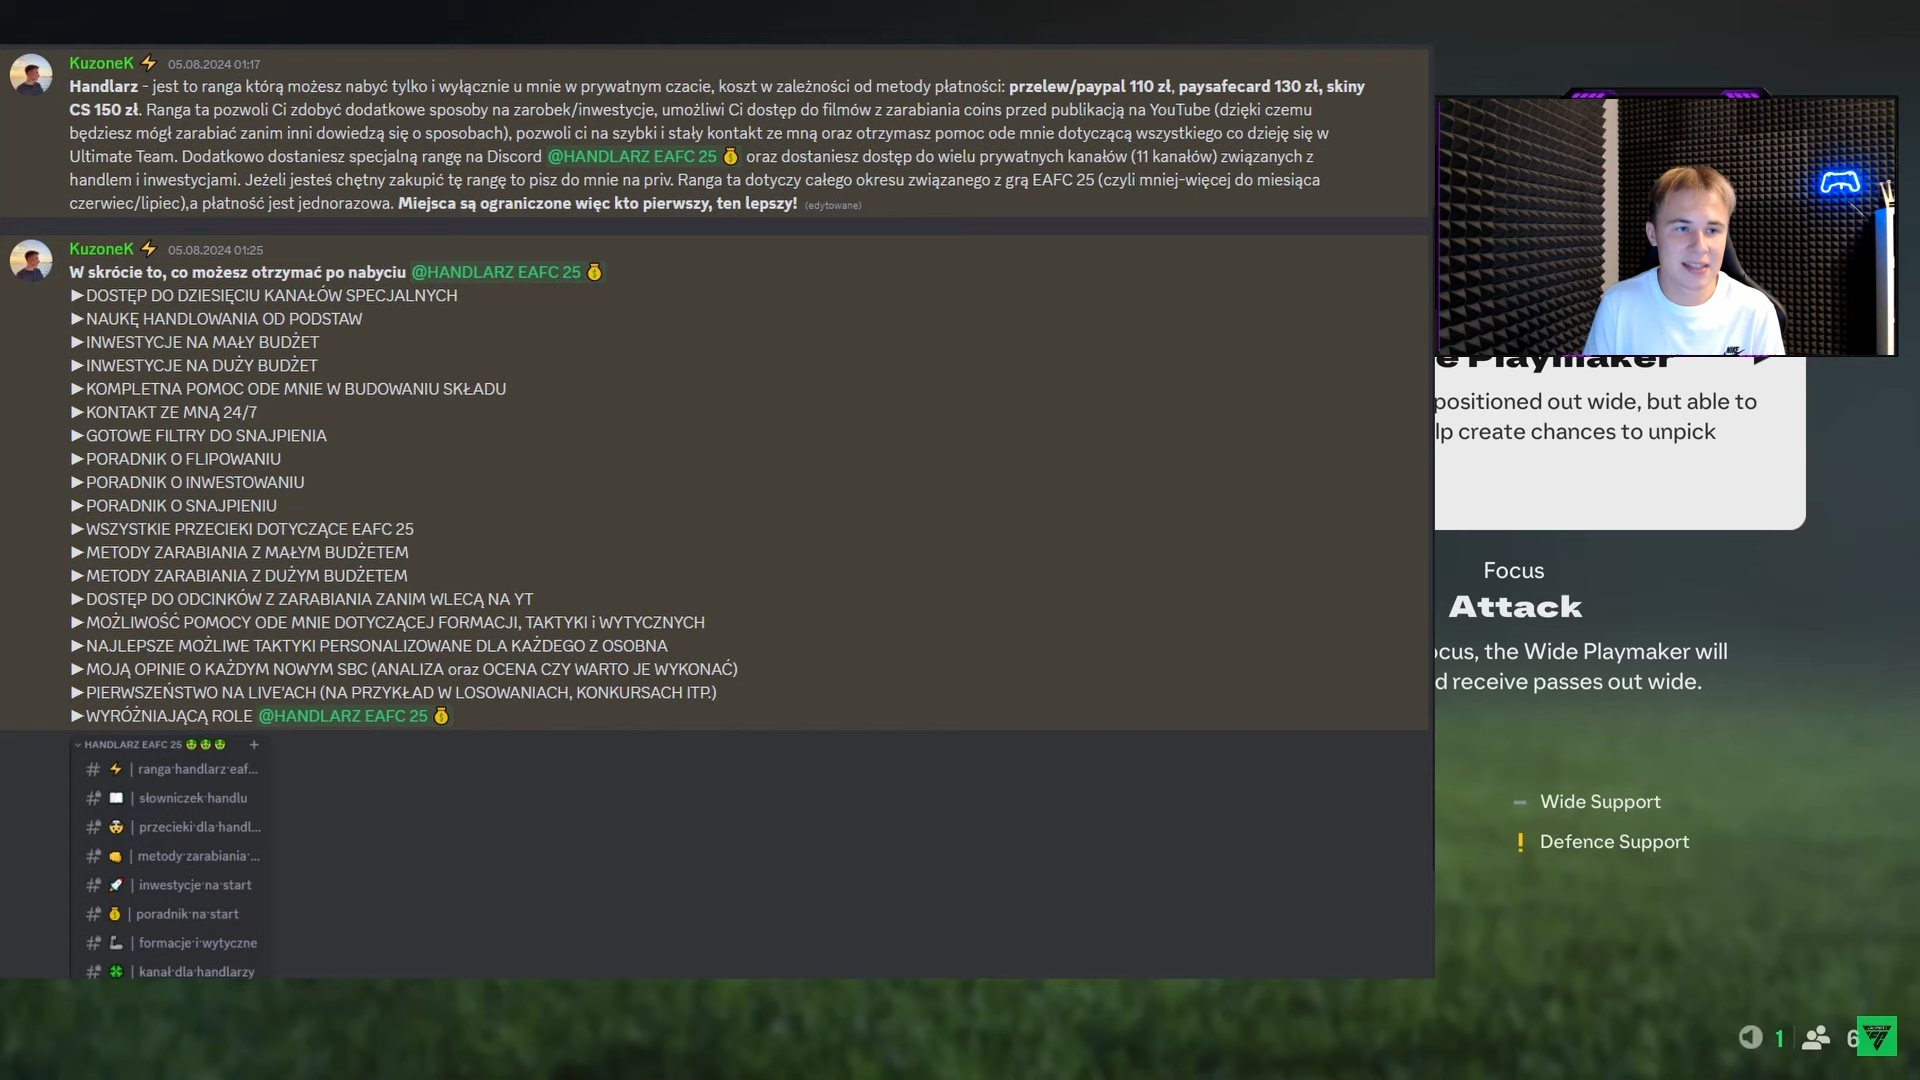 KuzoneK 05.08.2024 01:17
Handlarz - jest to ranga którą możesz nabyć tylko i wyłącznie u mnie w prywatnym czacie, koszt w zależności od metody płatności: przelew/paypal 110 zł, paysafecard 130 zł, skiny
CS 150 zł. Ranga ta pozwoli Ci zdobyć dodatkowe sposoby na zarobek/inwestycje, umożliwi Ci dostęp do filmów z zarabiania coins przed publikacją na YouTube (dzięki czemu
będziesz mógł zarabiać zanim inni dowiedzą się o sposobach), pozwoli ci na szybki i stały kontakt ze mną oraz otrzymasz pomoc ode mnie dotyczącą wszystkiego co dzieję się w
Ultimate Team. Dodatkowo dostaniesz specjalną rangę na Discord @HANDLARZ EAFC 25 💰 oraz dostaniesz dostęp do wielu prywatnych kanałów (11 kanałów) związanych z
handlem i inwestycjami. Jeżeli jesteś chętny zakupić tę rangę to pisz do mnie na priv. Ranga ta dotyczy całego okresu związanego z grą EAFC 25 (czyli mniej-więcej do miesiąca
czerwiec/lipiec),a płatność jest jednorazowa. Miejsca są ograniczone więc kto pierwszy, ten lepszy! (edytowane)
KuzoneK 05.08.2024 01:25
W skrócie to, co możesz otrzymać po nabyciu @HANDLARZ EAFC 25 💰
►DOSTĘP DO DZIESIĘCIU KANAŁÓW SPECJALNYCH
►NAUKĘ HANDLOWANIA OD PODSTAW
►INWESTYCJE NA MAŁY BUDŻET
►INWESTYCJE NA DUŻY BUDŻET
►KOMPLETNA POMOC ODE MNIE W BUDOWANIU SKŁADU
►KONTAKT ZE MNĄ 24/7
►GOTOWE FILTRY DO SNAJPIENIA
►PORADNIK O FLIPOWANIU
►PORADNIK O INWESTOWANIU
►PORADNIK O SNAJPIENIU
►WSZYSTKIE PRZECIEKI DOTYCZĄCE EAFC 25
►METODY ZARABIANIA Z MAŁYM BUDŻETEM
►METODY ZARABIANIA Z DUŻYM BUDŻETEM
►DOSTĘP DO ODCINKÓW Z ZARABIANIA ZANIM WLECĄ NA YT
►MOŻLIWOŚĆ POMOCY ODE MNIE DOTYCZĄCEJ FORMACJI, TAKTYKI i WYTYCZNYCH
►NAJLEPSZE MOŻLIWE TAKTYKI PERSONALIZOWANE DLA KAŻDEGO Z OSOBNA
►MOJĄ OPINIE O KAŻDYM NOWYM SBC (ANALIZA oraz OCENA CZY WARTO JE WYKONAĆ)
►PIERWSZEŃSTWO NA LIVE'ACH (NA PRZYKŁAD W LOSOWANIACH, KONKURSACH ITP.)
►WYRÓŻNIAJĄCĄ ROLE @HANDLARZ EAFC 25 💰
HANDLARZ EAFC 25 🤑🤑🤑 +
# ⚡ | ranga·handlarz·eaf...
# 📖 | słowniczek·handlu
# 🤯 | przecieki·dla·handl...
# 👊 | metody·zarabiania·...
# 🚀 | inwestycje·na·start
# 💰 | poradnik·na·start
# 🦾 | formacje·i·wytyczne
# 🍀 | kanał·dla·handlarzy
e Playmaker
positioned out wide, but able to
lp create chances to unpick
Focus
Attack
ocus, the Wide Playmaker will
d receive passes out wide.
Wide Support
! Defence Support
1 6